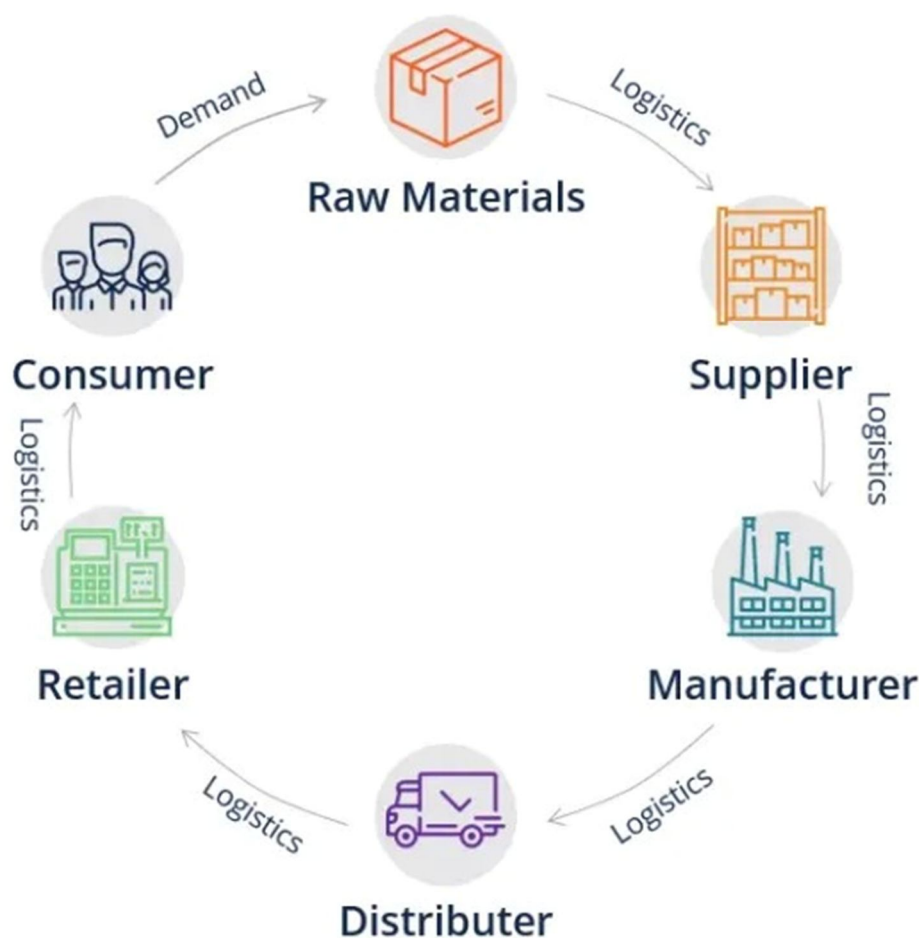 Demand
Logistics
Raw Materials
Consumer
Supplier
Logistics
Logistics
Retailer
Manufacturer
Logistics
Logistics
Distributer